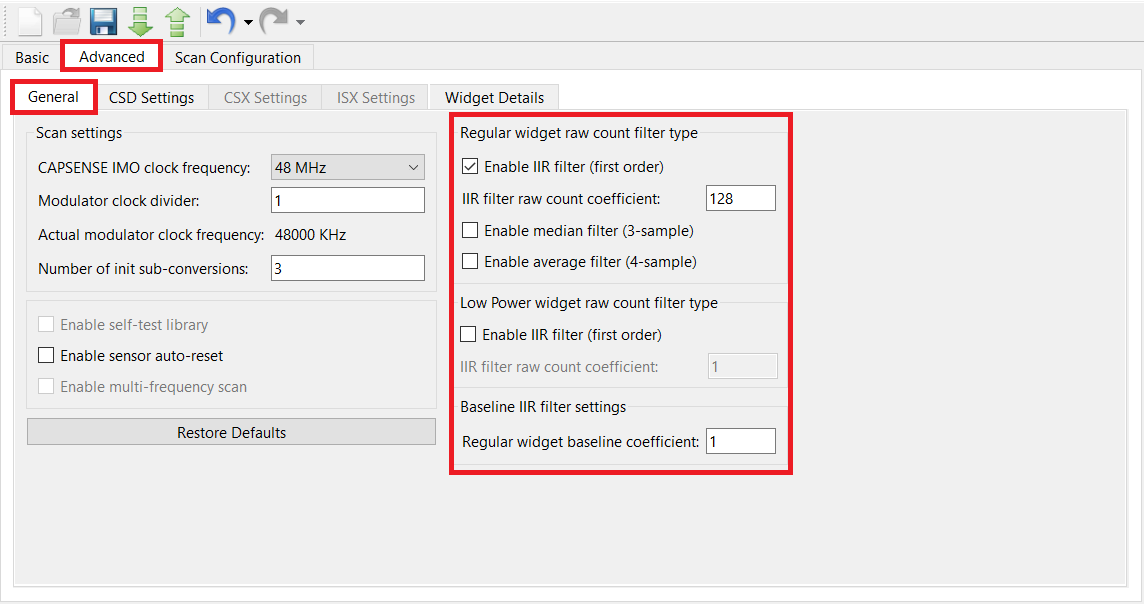 Basic Advanced Scan Configuration
General CSD Settings CSX Settings ISX Settings Widget Details
Scan settings
CAPSENSE IMO clock frequency: 48 MHz
Modulator clock divider: 1
Actual modulator clock frequency: 48000 KHz
Number of init sub-conversions: 3
Enable self-test library
Enable sensor auto-reset
Enable multi-frequency scan
Restore Defaults
Regular widget raw count filter type
Enable IIR filter (first order)
IIR filter raw count coefficient: 128
Enable median filter (3-sample)
Enable average filter (4-sample)
Low Power widget raw count filter type
Enable IIR filter (first order)
IIR filter raw count coefficient: 1
Baseline IIR filter settings
Regular widget baseline coefficient: 1